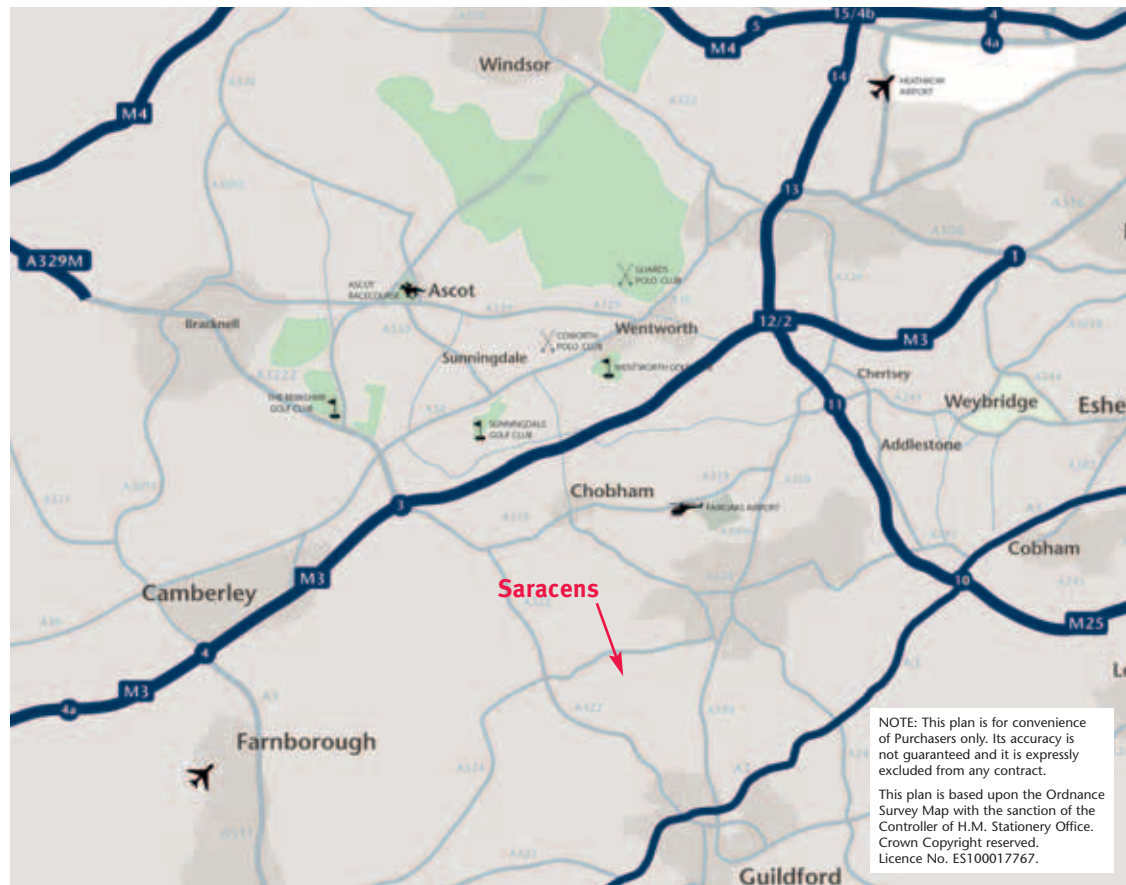 15/4b
4
5
M4
4a
Windsor
14
HEATHROW
AIRPORT
M4
13
A329M
1
GUARDS
POLO CLUB
ASCOT
RACECOURSE
Ascot
12/2
Wentworth
Bracknell
COWORTH
POLO CLUB
M3
Sunningdale
WENTWORTH GOLF CLUB
Chertsey
THE BERKSHIRE
GOLF CLUB
11
Weybridge
Eshe
SUNNINGDALE
GOLF CLUB
Addlestone
3
Chobham
FAIROAKS AIRPORT
Cobham
M3
Camberley
Saracens
10
M25
4
M3
4a
A322
A324
Farnborough
Guildford
NOTE: This plan is for convenience
of Purchasers only. Its accuracy is
not guaranteed and it is expressly
excluded from any contract.
This plan is based upon the Ordnance
Survey Map with the sanction of the
Controller of H.M. Stationery Office.
Crown Copyright reserved.
Licence No. ES100017767.